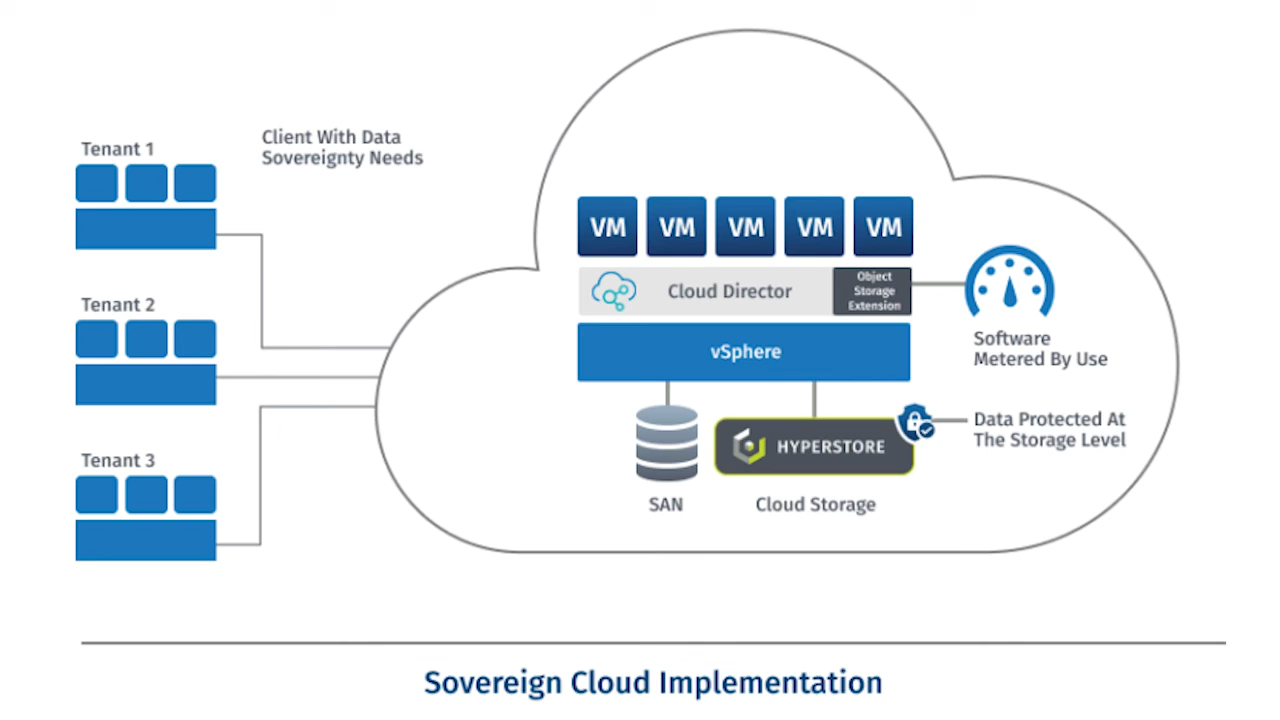 Tenant 1
Client With Data
Sovereignty Needs
Tenant 2
Tenant 3
VM VM VM VM VM
Cloud Director
Object
Storage
Extension
vSphere
Software
Metered By Use
HYPERSTORE
Data Protected At
The Storage Level
SAN
Cloud Storage
Sovereign Cloud Implementation